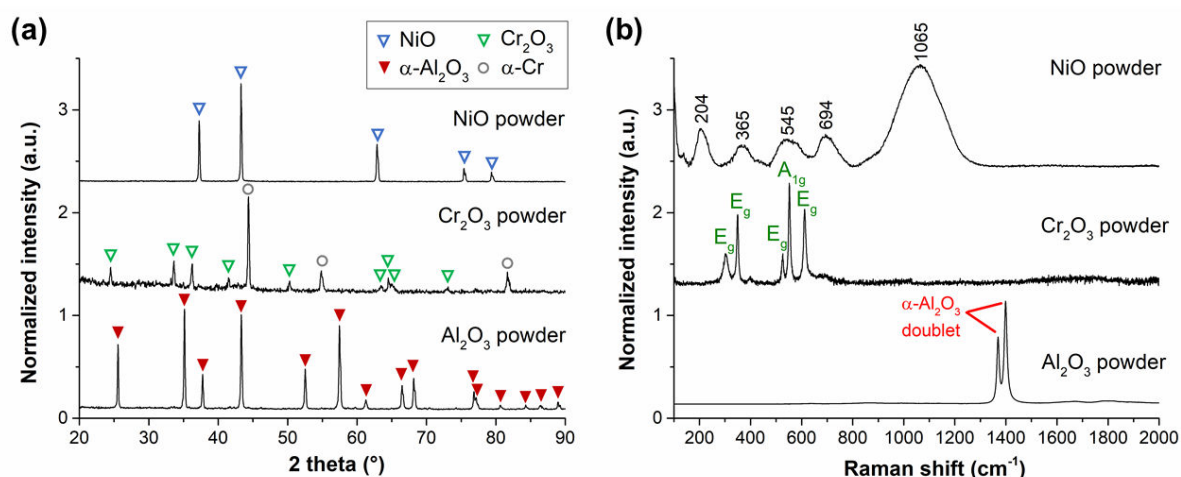 (a)
NiO
Cr₂O₃
α-Al₂O₃
α-Cr
NiO powder
Cr₂O₃ powder
Al₂O₃ powder
Normalized intensity (a.u.)
3
2
1
0
20 30 40 50 60 70 80 90
2 theta (°)
(b)
1065
NiO powder
204
365
545
694
A₁g
Cr₂O₃ powder
Eg
Eg
Eg
Eg
α-Al₂O₃
doublet
Al₂O₃ powder
Normalized intensity (a.u.)
3
2
1
0
200 400 600 800 1000 1200 1400 1600 1800 2000
Raman shift (cm⁻¹)